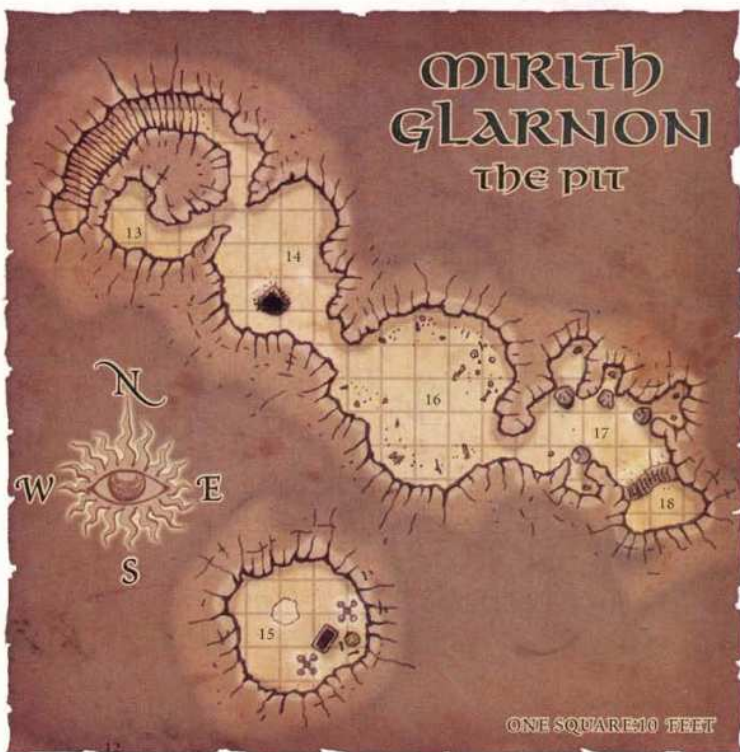 MIRITH
GLARNON
THE PIT
13
14
16
17
18
N
W E
S
15
ONE SQUARE:10 FEET